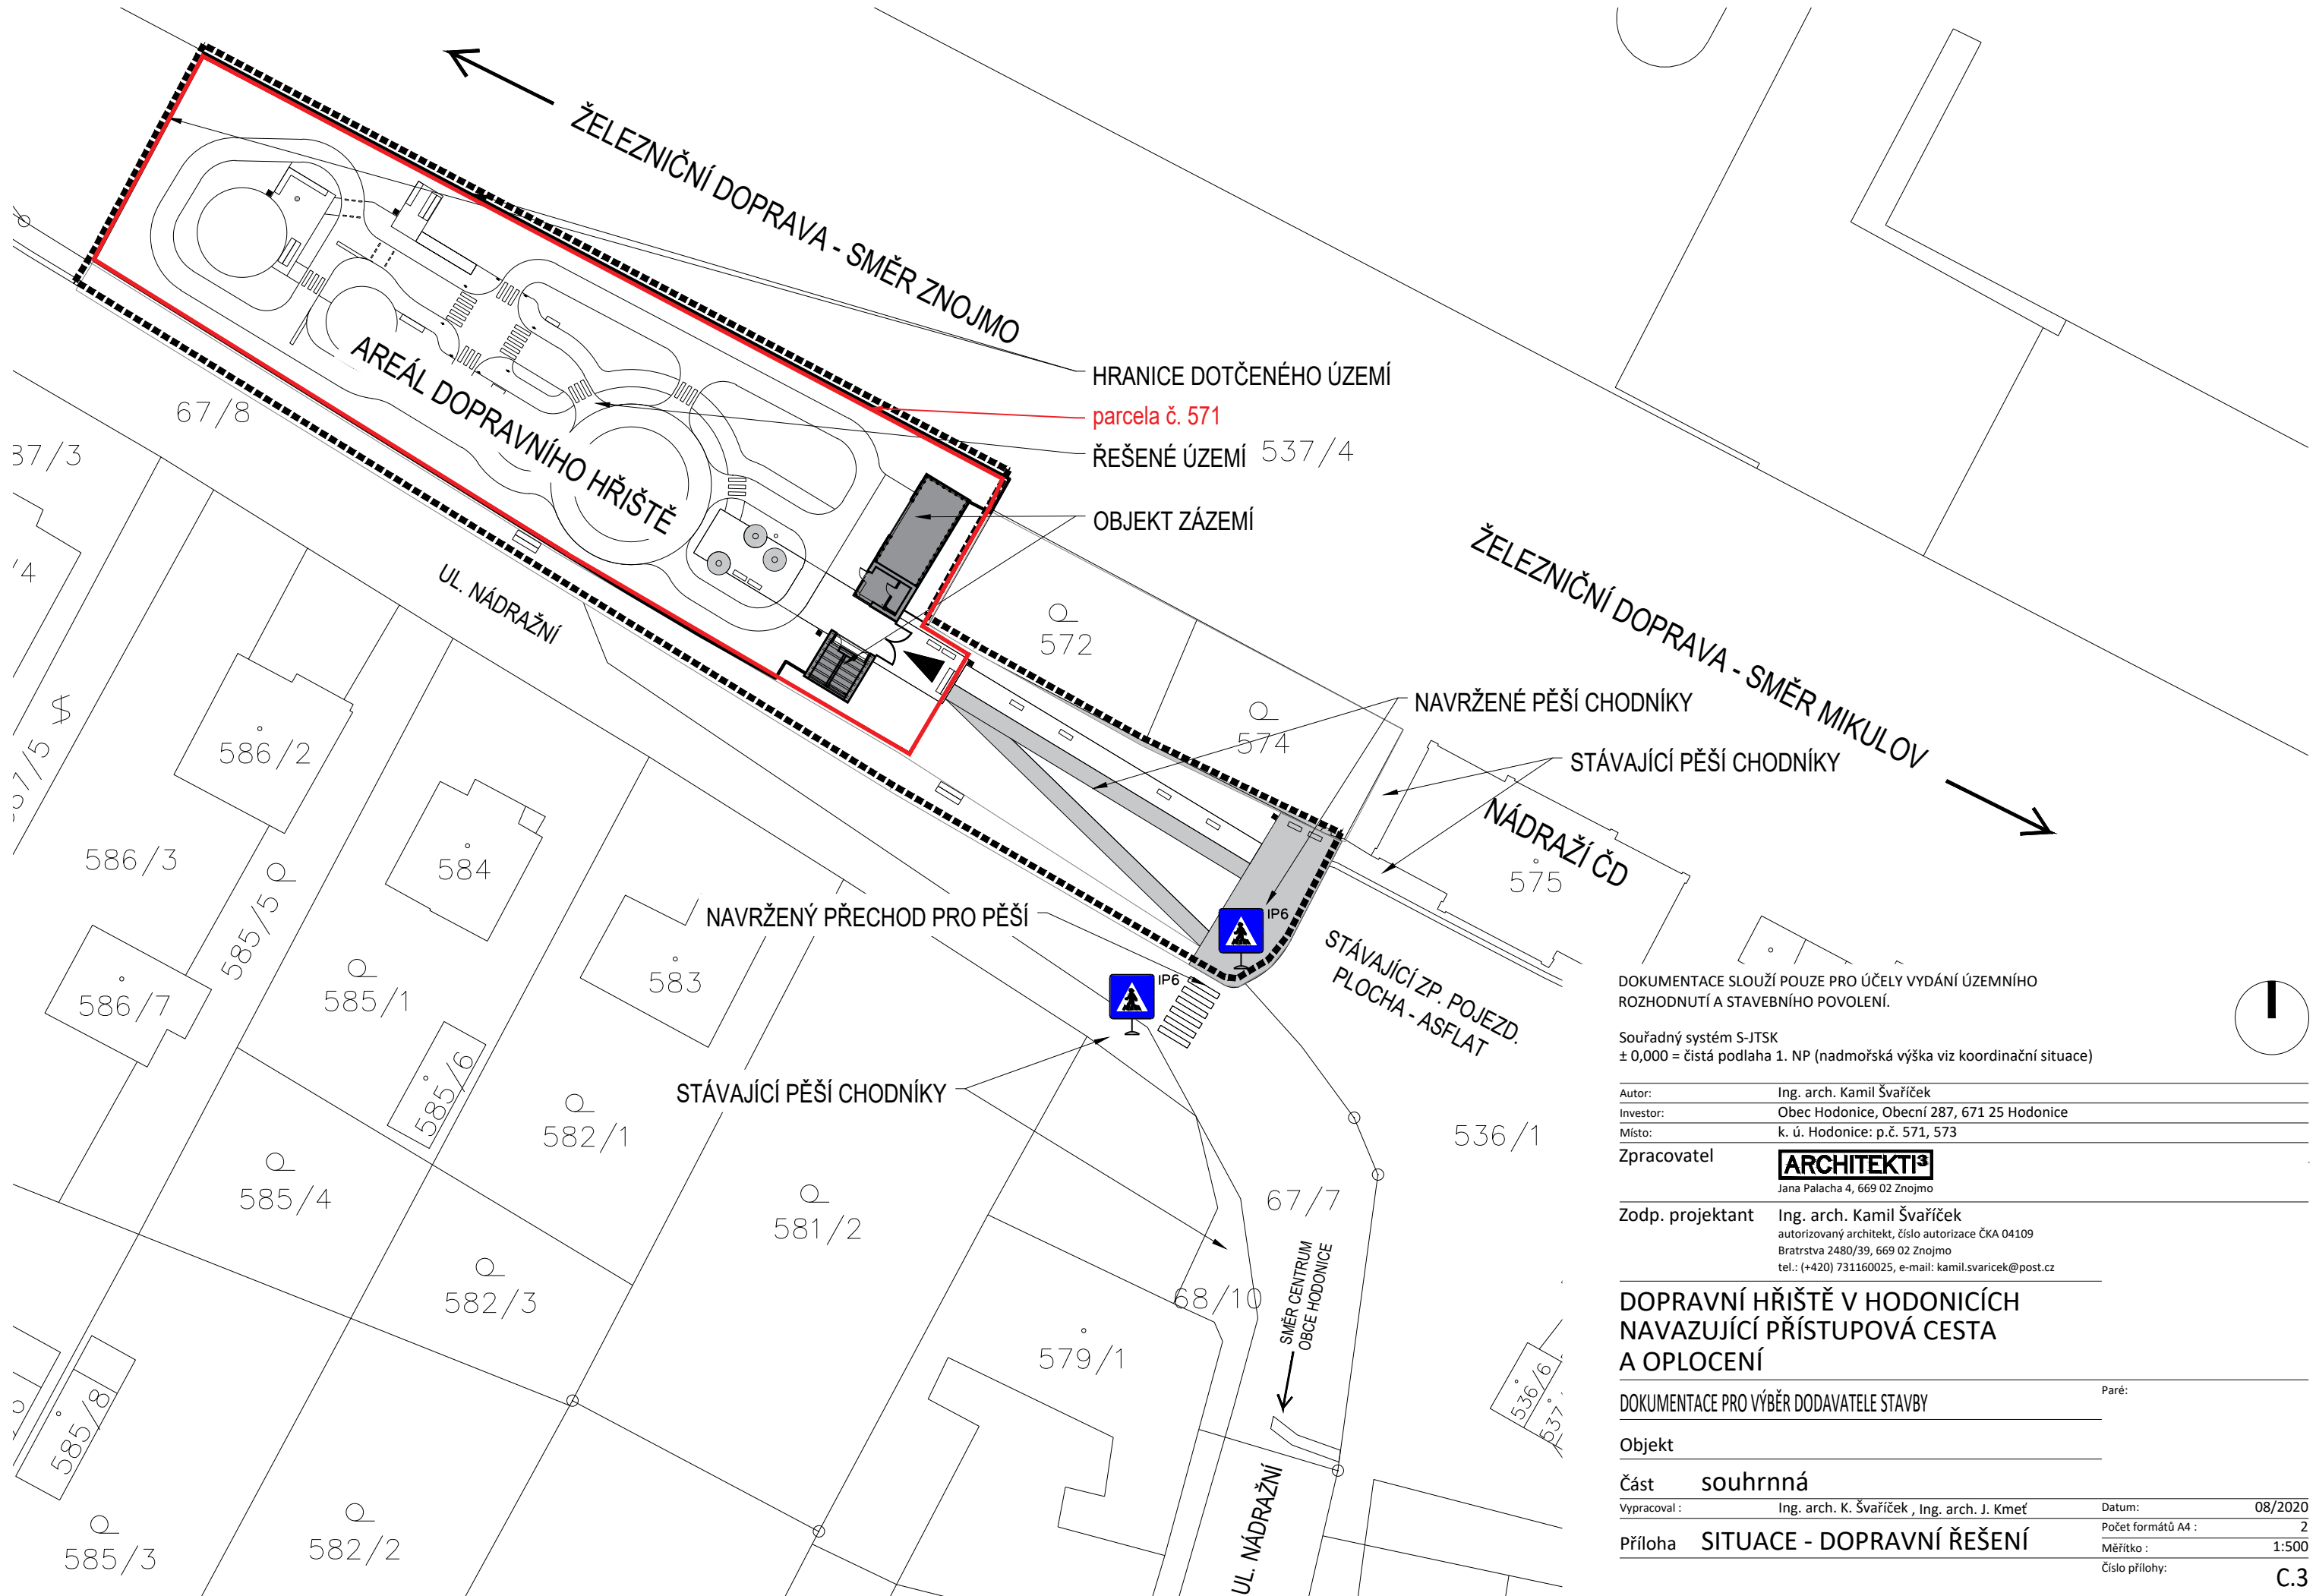 ŽELEZNIČNÍ DOPRAVA - SMĚR ZNOJMO
HRANICE DOTČENÉHO ÚZEMÍ
parcela č. 571
ŘEŠENÉ ÚZEMÍ
537/4
OBJEKT ZÁZEMÍ
AREÁL DOPRAVNÍHO HŘIŠTĚ
67/8
UL. NÁDRAŽNÍ
ŽELEZNIČNÍ DOPRAVA - SMĚR MIKULOV
572
574
NAVRŽENÉ PĚŠÍ CHODNÍKY
STÁVAJÍCÍ PĚŠÍ CHODNÍKY
NÁDRAŽÍ ČD
575
586/2
586/3
584
585/5
NAVRŽENÝ PŘECHOD PRO PĚŠÍ
IP6
IP6
STÁVAJÍCÍ ZP. POJEZD.
PLOCHA - ASFLAT
586/7
585/1
583
585/6
STÁVAJÍCÍ PĚŠÍ CHODNÍKY
582/1
536/1
585/4
581/2
67/7
582/3
68/10
SMĚR CENTRUM
OBCE HODONICE
579/1
536/6
585/8
585/3
582/2
UL. NÁDRAŽNÍ
DOKUMENTACE SLOUŽÍ POUZE PRO ÚČELY VYDÁNÍ ÚZEMNÍHO
ROZHODNUTÍ A STAVEBNÍHO POVOLENÍ.
Souřadný systém S-JTSK
± 0,000 = čistá podlaha 1. NP (nadmořská výška viz koordinační situace)
Autor: Ing. arch. Kamil Švaříček
Investor: Obec Hodonice, Obecní 287, 671 25 Hodonice
Místo: k. ú. Hodonice: p.č. 571, 573
Zpracovatel ARCHITEKTI³
Jana Palacha 4, 669 02 Znojmo
Zodp. projektant Ing. arch. Kamil Švaříček
autorizovaný architekt, číslo autorizace ČKA 04109
Bratrstva 2480/39, 669 02 Znojmo
tel.: (+420) 731160025, e-mail: kamil.svaricek@post.cz
DOPRAVNÍ HŘIŠTĚ V HODONICÍCH
NAVAZUJÍCÍ PŘÍSTUPOVÁ CESTA
A OPLOCENÍ
DOKUMENTACE PRO VÝBĚR DODAVATELE STAVBY
Paré:
Objekt
Část souhrnná
Vypracoval : Ing. arch. K. Švaříček , Ing. arch. J. Kmeť
Datum: 08/2020
Počet formátů A4 : 2
Příloha SITUACE - DOPRAVNÍ ŘEŠENÍ
Měřítko : 1:500
Číslo přílohy: C.3